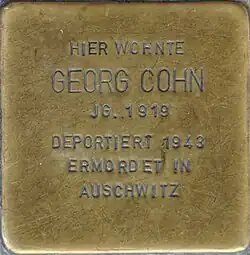 HIER WOHNTE
GEORG COHN
JG. 1919
DEPORTIERT 1943
ERMORDET IN
AUSCHWITZ